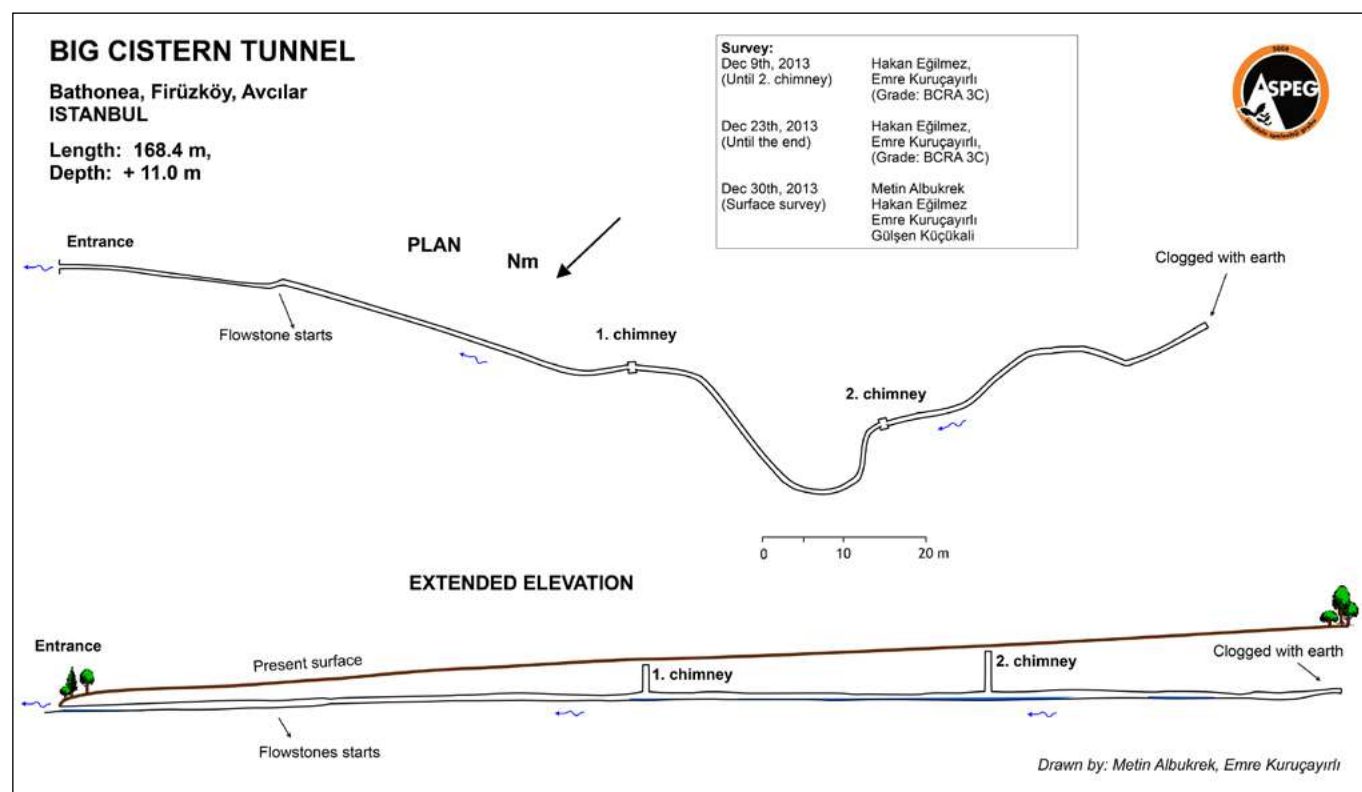 BIG CISTERN TUNNEL
Bathonea, Firüzköy, Avcılar
ISTANBUL
Length: 168.4 m,
Depth: + 11.0 m
Survey:
Dec 9th, 2013 Hakan Eğilmez,
(Until 2. chimney) Emre Kuruçayırlı
(Grade: BCRA 3C)
Dec 23th, 2013 Hakan Eğilmez,
(Until the end) Emre Kuruçayırlı,
(Grade: BCRA 3C)
Dec 30th, 2013 Metin Albukrek
(Surface survey) Hakan Eğilmez
Emre Kuruçayırlı
Gülşen Küçükali
ASPEG
Entrance
PLAN
Nm
Clogged with earth
Flowstone starts
1. chimney
2. chimney
0 10 20 m
EXTENDED ELEVATION
Entrance
Present surface
1. chimney
2. chimney
Clogged with earth
Flowstones starts
Drawn by: Metin Albukrek, Emre Kuruçayırlı